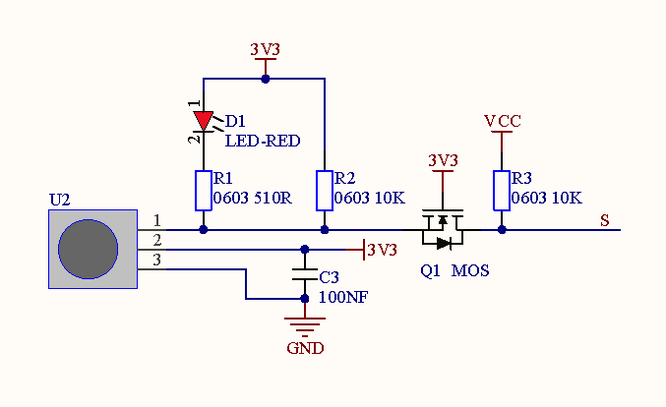 3V3
1
D1
2
LED-RED
VCC
3V3
R1
0603 510R
R2
0603 10K
R3
0603 10K
U2
1
S
2
3V3
3
Q1 MOS
C3
100NF
GND